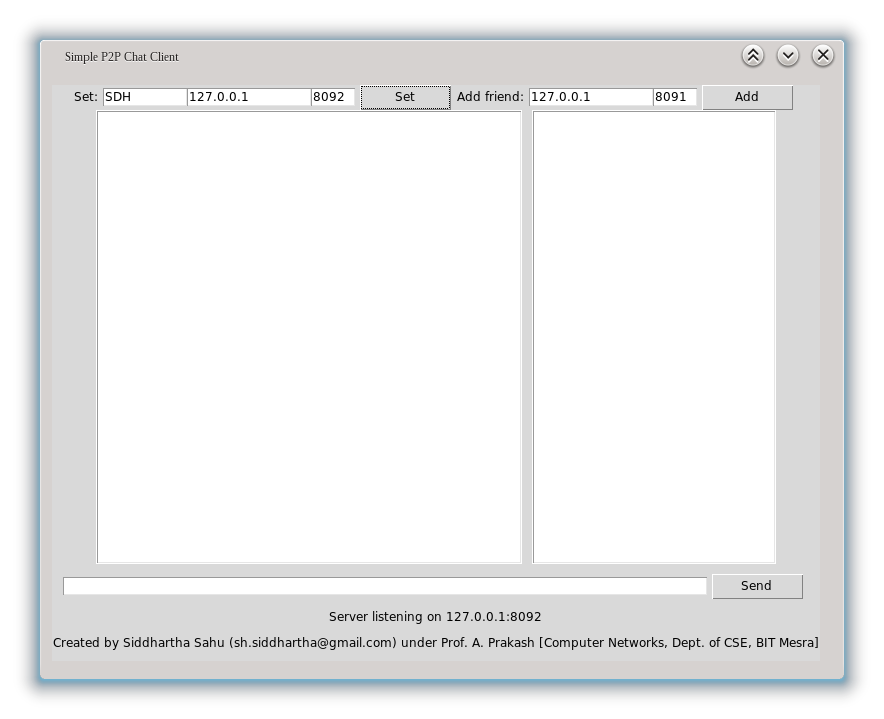 Simple P2P Chat Client
Set: SDH 127.0.0.1 8092 Set Add friend: 127.0.0.1 8091 Add
Send
Server listening on 127.0.0.1:8092
Created by Siddhartha Sahu (sh.siddhartha@gmail.com) under Prof. A. Prakash [Computer Networks, Dept. of CSE, BIT Mesra]